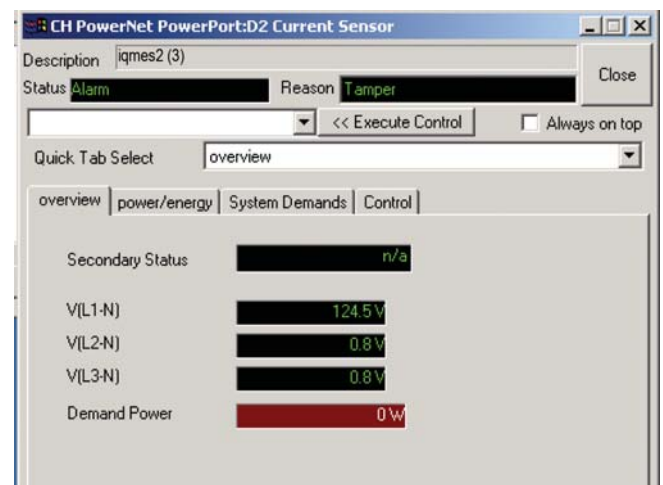 CH PowerNet PowerPort:D2 Current Sensor
Description iqmes2 (3)
Close
Status Alarm Reason Tamper
<< Execute Control Always on top
Quick Tab Select overview
overview power/energy System Demands Control
Secondary Status n/a
V(L1-N) 124.5 V
V(L2-N) 0.8 V
V(L3-N) 0.8 V
Demand Power 0 W